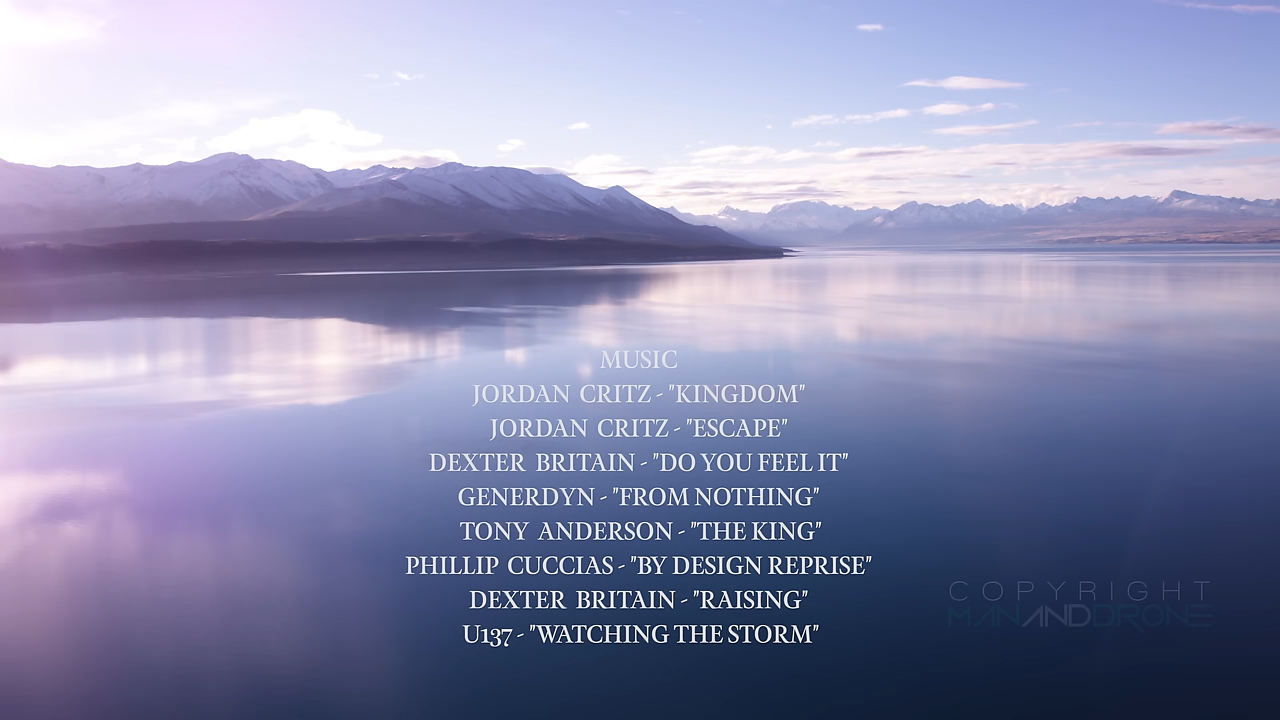 MUSIC
JORDAN CRITZ - "KINGDOM"
JORDAN CRITZ - "ESCAPE"
DEXTER BRITAIN - "DO YOU FEEL IT"
GENERDYN - "FROM NOTHING"
TONY ANDERSON - "THE KING"
PHILLIP CUCCIAS - "BY DESIGN REPRISE"
DEXTER BRITAIN - "RAISING"
U137 - "WATCHING THE STORM"
COPYRIGHT
MANANDDRONE